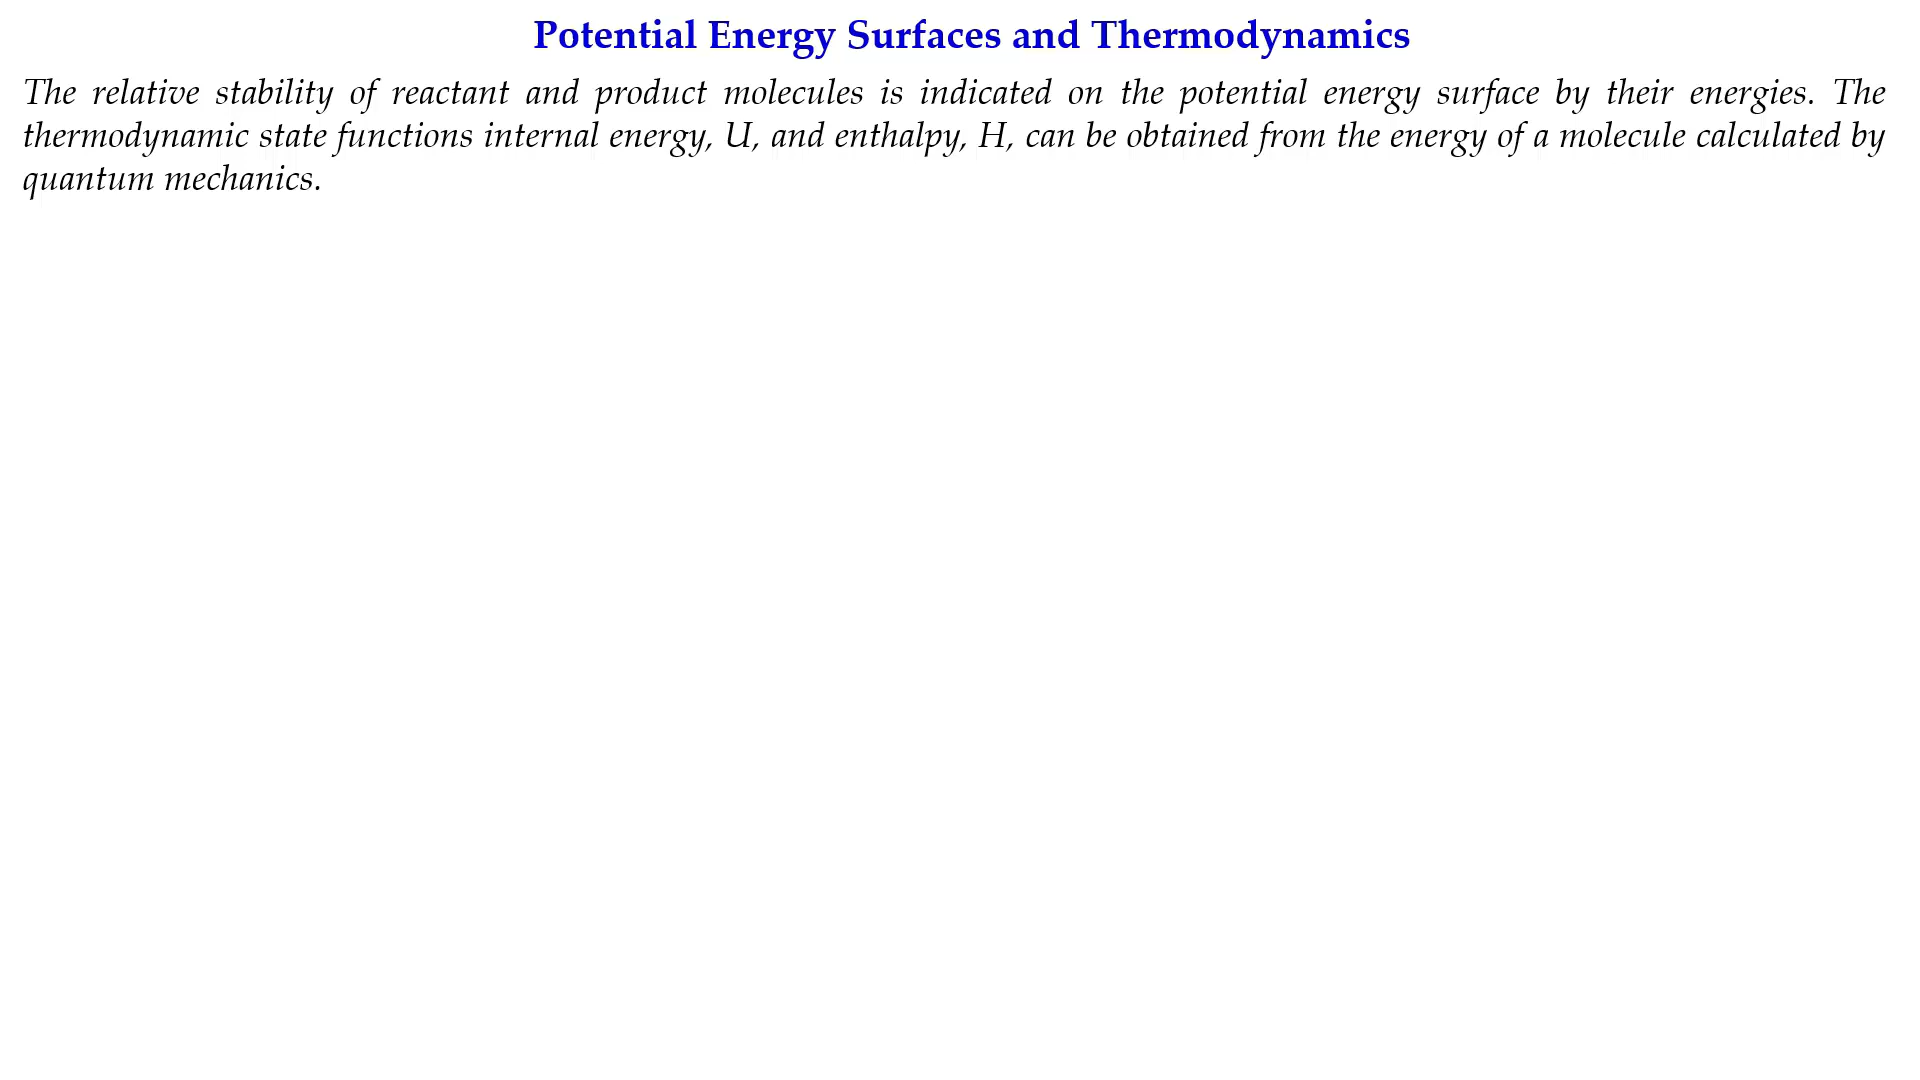 Potential Energy Surfaces and Thermodynamics
The relative stability of reactant and product molecules is indicated on the potential energy surface by their energies. The
thermodynamic state functions internal energy, U, and enthalpy, H, can be obtained from the energy of a molecule calculated by
quantum mechanics.